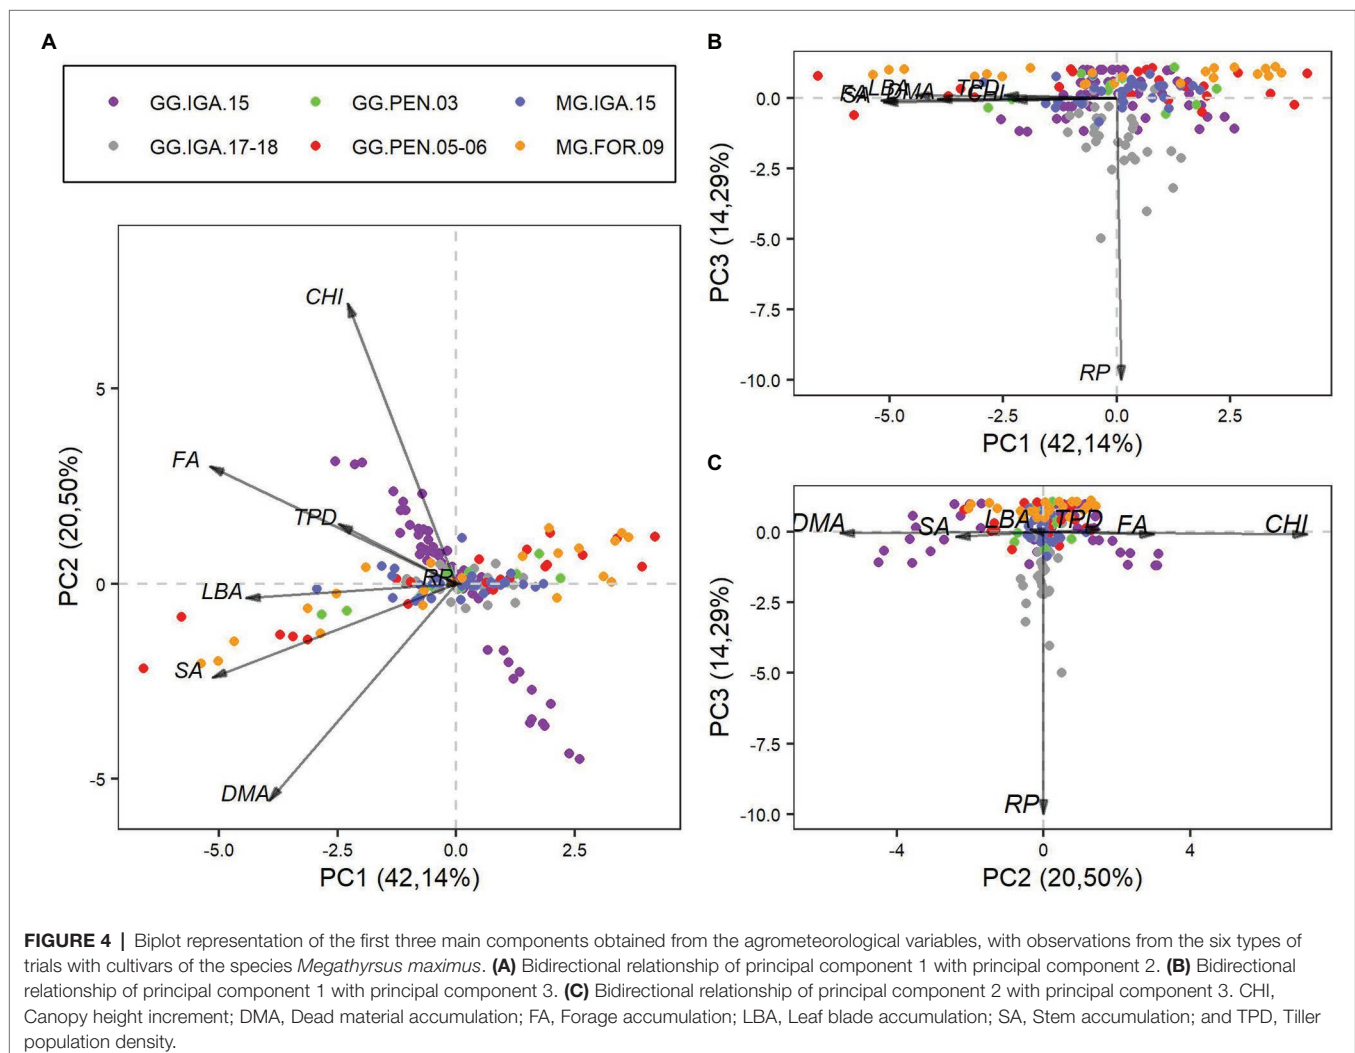 A
GG.IGA.15 GG.PEN.03 MG.IGA.15
GG.IGA.17-18 GG.PEN.05-06 MG.FOR.09
CHI
5
FA
TPD
RP
0
LBA
SA
DMA
-5
PC2 (20,50%)
-5.0 -2.5 0.0 2.5
PC1 (42,14%)
B
0.0
FA LBA TPD
SA DMA CHI
-2.5
-5.0
-7.5
RP
-10.0
PC3 (14,29%)
-5.0 -2.5 0.0 2.5
PC1 (42,14%)
C
DMA SA LBA TPD FA CHI
0.0
-2.5
-5.0
-7.5
RP
-10.0
PC3 (14,29%)
-4 0 4
PC2 (20,50%)
FIGURE 4 | Biplot representation of the first three main components obtained from the agrometeorological variables, with observations from the six types of
trials with cultivars of the species Megathyrsus maximus. (A) Bidirectional relationship of principal component 1 with principal component 2. (B) Bidirectional
relationship of principal component 1 with principal component 3. (C) Bidirectional relationship of principal component 2 with principal component 3. CHI,
Canopy height increment; DMA, Dead material accumulation; FA, Forage accumulation; LBA, Leaf blade accumulation; SA, Stem accumulation; and TPD, Tiller
population density.